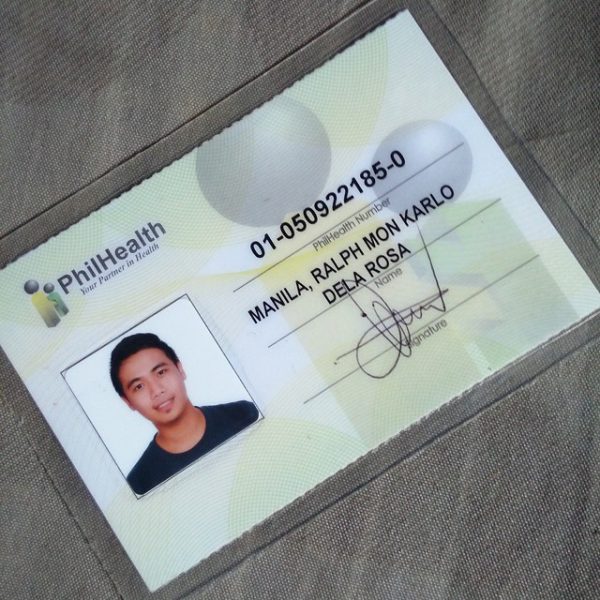 PhilHealth
Your Partner in Health
01-050922185-0
PhilHealth Number
MANILA, RALPH MON KARLO
DELA ROSA
Name
Signature